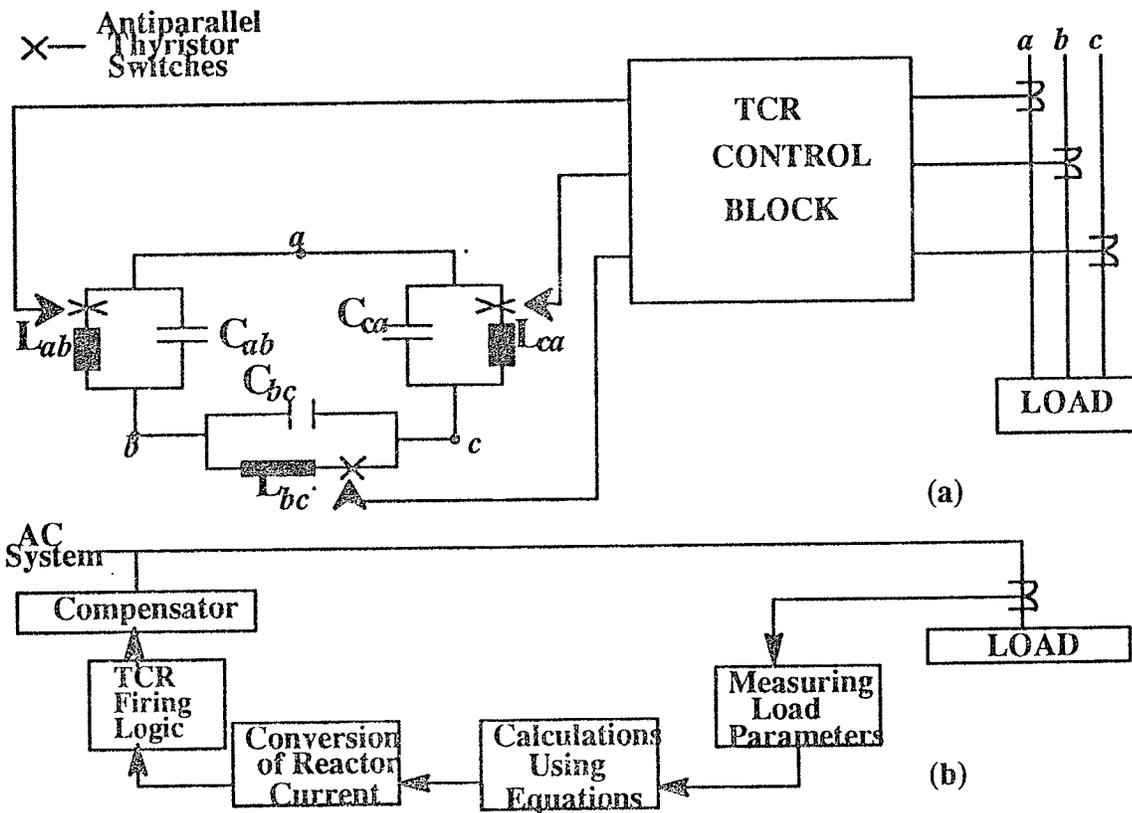 Antiparallel
Thyristor
Switches
a b c
TCR
CONTROL
BLOCK
a
L_ab
C_ab
C_ca
L_ca
C_bc
b
c
L_bc
LOAD
(a)
AC
System
Compensator
LOAD
TCR
Firing
Logic
Measuring
Load
Parameters
Conversion
of Reactor
Current
Calculations
Using
Equations
(b)